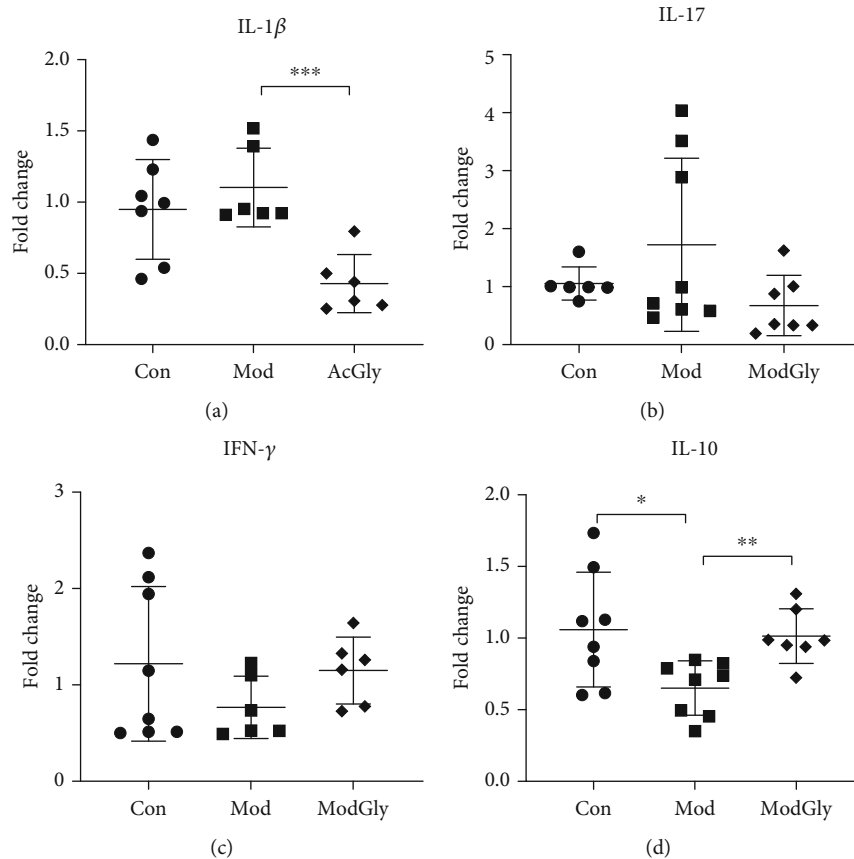 IL-1β
2.0
1.5
1.0
0.5
0.0
Fold change
***
Con Mod AcGly
(a)
IL-17
5
4
3
2
1
0
Fold change
Con Mod ModGly
(b)
IFN-γ
3
2
1
0
Fold change
Con Mod ModGly
(c)
IL-10
2.0
1.5
1.0
0.5
0.0
Fold change
*
**
Con Mod ModGly
(d)